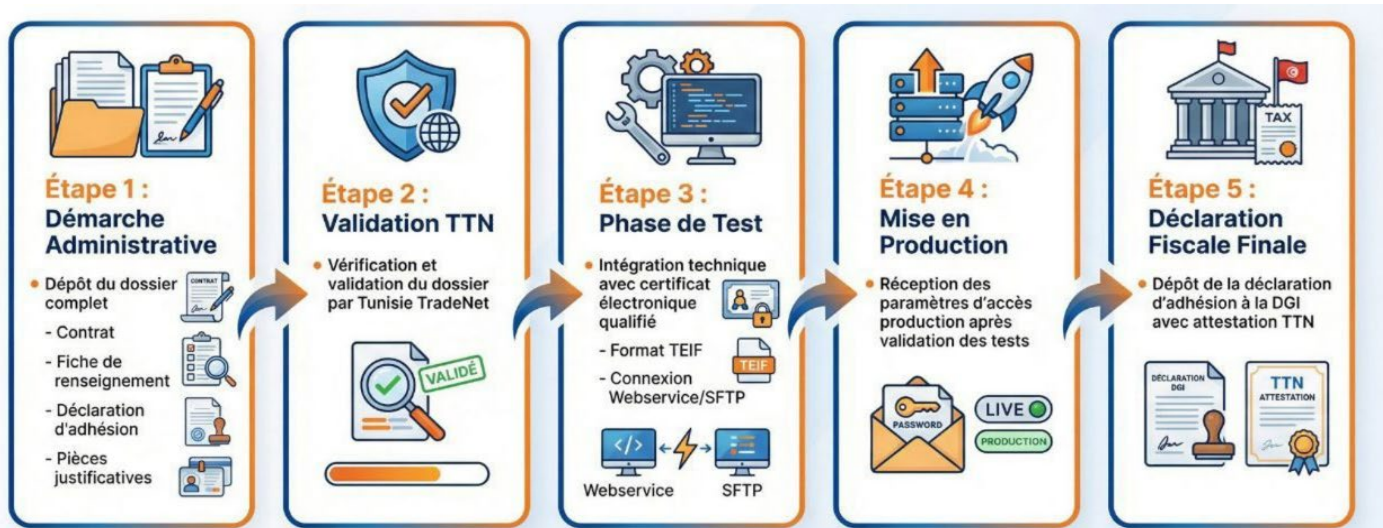 Étape 1 :
Démarche
Administrative
• Dépôt du dossier
complet
- Contrat
- Fiche de
renseignement
- Déclaration
d'adhésion
- Pièces
justificatives
CONTRAT
Étape 2 :
Validation TTN
• Vérification et
validation du dossier
par Tunisie TradeNet
VALIDÉ
Étape 3 :
Phase de Test
• Intégration technique
avec certificat
électronique
qualifié
- Format TEIF
- Connexion
Webservice/SFTP
TEIF
</>
Webservice
SFTP
Étape 4 :
Mise en
Production
• Réception des
paramètres d'accès
production après
validation des tests
PASSWORD
LIVE
PRODUCTION
TAX
Étape 5 :
Déclaration
Fiscale Finale
• Dépôt de la déclaration
d'adhésion à la DGI
avec attestation TTN
DÉCLARATION
DGI
TTN
ATTESTATION